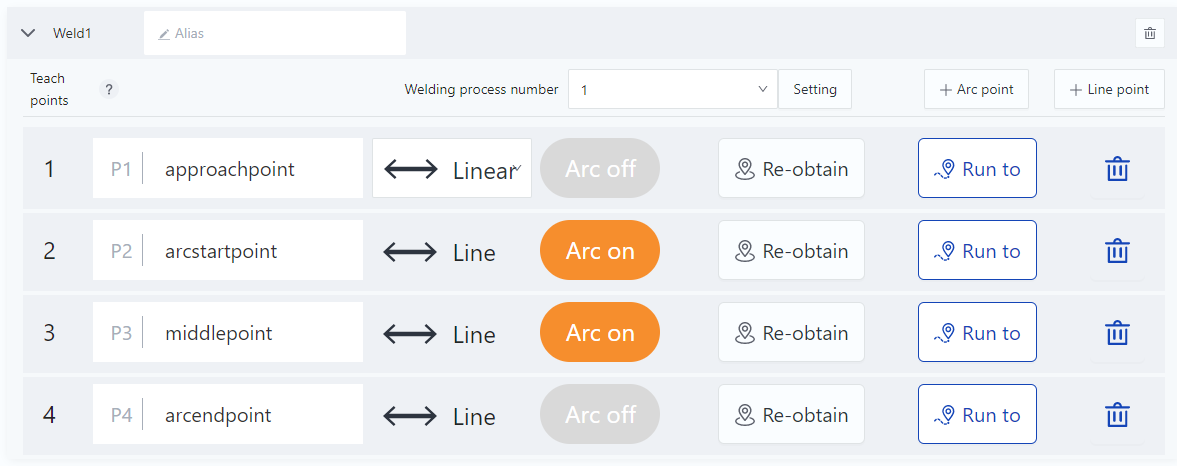 Weld1 Alias
Teach points ? Welding process number 1 Setting + Arc point + Line point
1 P1 approachpoint Linear Arc off Re-obtain Run to
2 P2 arcstartpoint Line Arc on Re-obtain Run to
3 P3 middlepoint Line Arc on Re-obtain Run to
4 P4 arcendpoint Line Arc off Re-obtain Run to